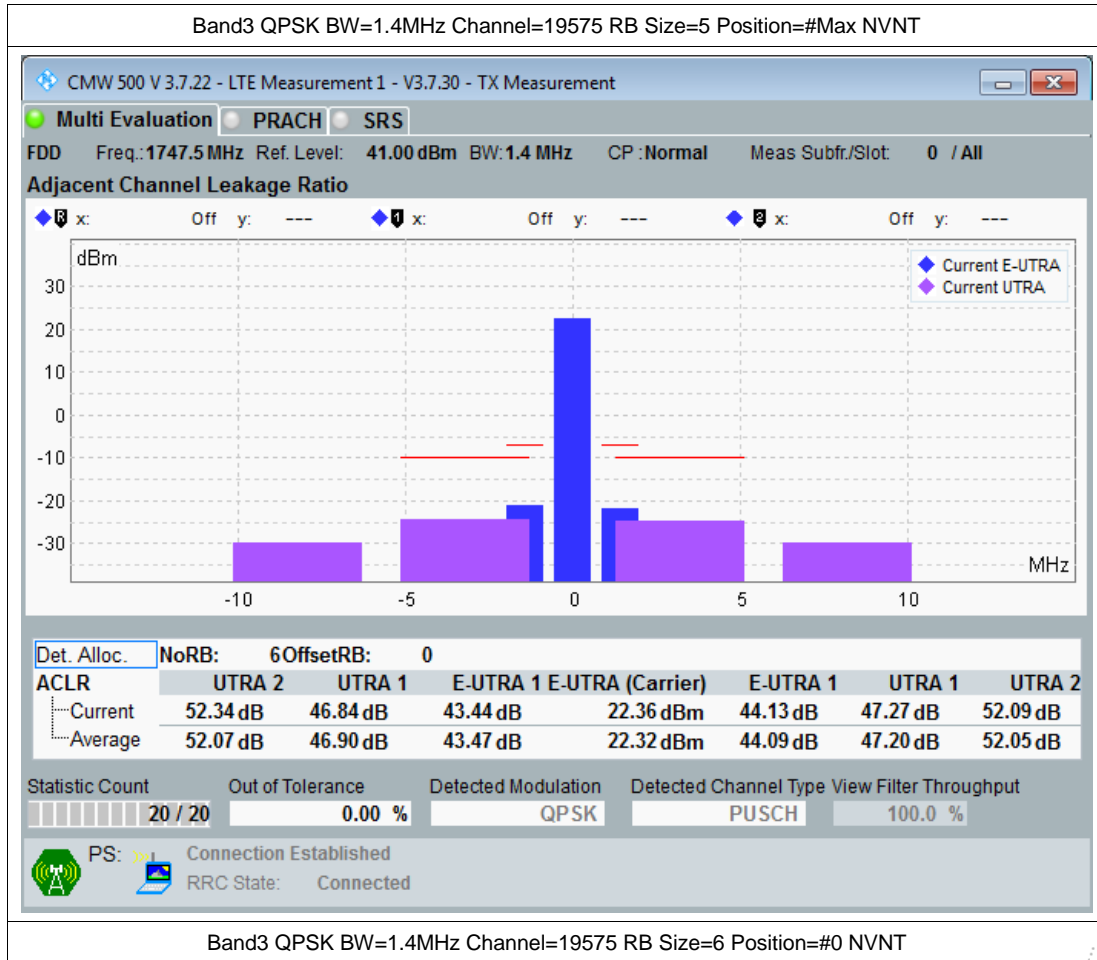 Band3 QPSK BW=1.4MHz Channel=19575 RB Size=5 Position=#Max NVNT
CMW 500 V 3.7.22 - LTE Measurement 1 - V3.7.30 - TX Measurement
Multi Evaluation PRACH SRS
FDD Freq.:1747.5 MHz Ref. Level: 41.00 dBm BW:1.4 MHz CP :Normal Meas Subfr./Slot: 0 / All
Adjacent Channel Leakage Ratio
R x: Off y: --- 1 x: Off y: --- 2 x: Off y: ---
dBm
Current E-UTRA
Current UTRA
30
20
10
0
-10
-20
-30
MHz
-10 -5 0 5 10
Det. Alloc. NoRB: 6 OffsetRB: 0
ACLR UTRA 2 UTRA 1 E-UTRA 1 E-UTRA (Carrier) E-UTRA 1 UTRA 1 UTRA 2
Current 52.34 dB 46.84 dB 43.44 dB 22.36 dBm 44.13 dB 47.27 dB 52.09 dB
Average 52.07 dB 46.90 dB 43.47 dB 22.32 dBm 44.09 dB 47.20 dB 52.05 dB
Statistic Count Out of Tolerance Detected Modulation Detected Channel Type View Filter Throughput
20 / 20 0.00 % QPSK PUSCH 100.0 %
PS: Connection Established
RRC State: Connected
Band3 QPSK BW=1.4MHz Channel=19575 RB Size=6 Position=#0 NVNT